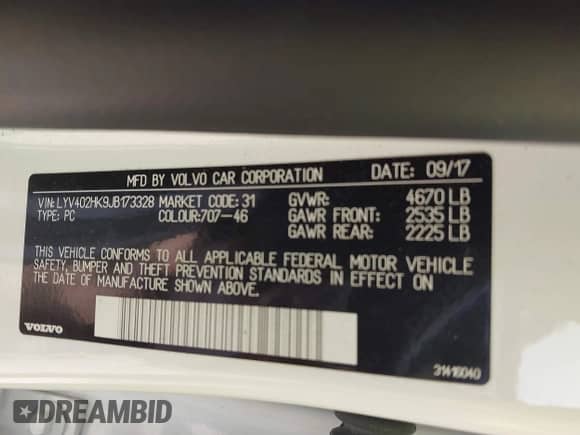 MFD BY VOLVO CAR CORPORATION DATE: 09/17
VIN: LYV402HK9JB173328 MARKET CODE: 31 GVWR: 4670 LB
TYPE: PC COLOUR: 707-46 GAWR FRONT: 2535 LB
GAWR REAR: 2225 LB
THIS VEHICLE CONFORMS TO ALL APPLICABLE FEDERAL MOTOR VEHICLE
SAFETY, BUMPER AND THEFT PREVENTION STANDARDS IN EFFECT ON
THE DATE OF MANUFACTURE SHOWN ABOVE.
VOLVO
31416040
DREAMBID